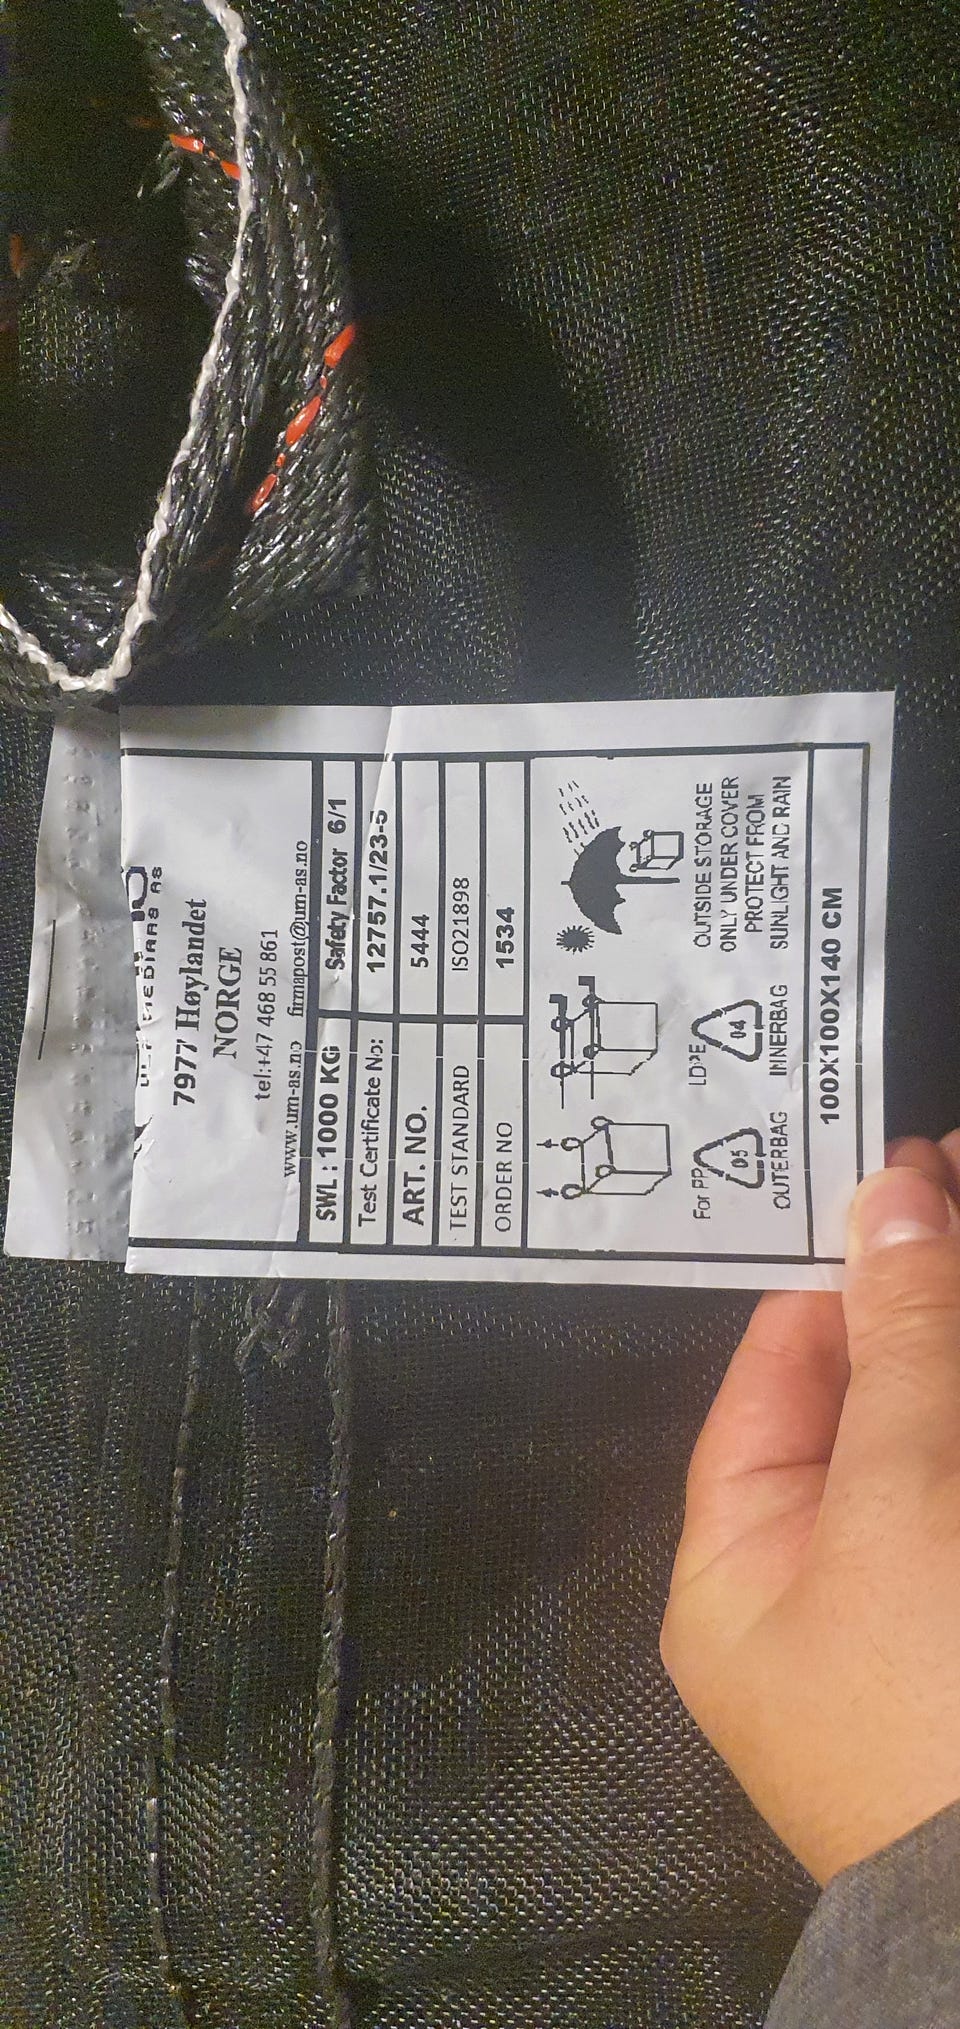 MEDIAAS AS
7977 Høylandet
NORGE
tel:+47 468 55 861
www.um-as.no firmapost@um-as.no
SWL : 1000 KG Safety Factor 6/1
Test Certificate No: 12757.1/23-5
ART. NO. 5444
TEST STANDARD ISO21898
ORDER NO 1534
For PP LDPE
05 04
OUTERBAG INNERBAG
OUTSIDE STORAGE
ONLY UNDER COVER
PROTECT FROM
SUNLIGHT AND RAIN
100X100X140 CM